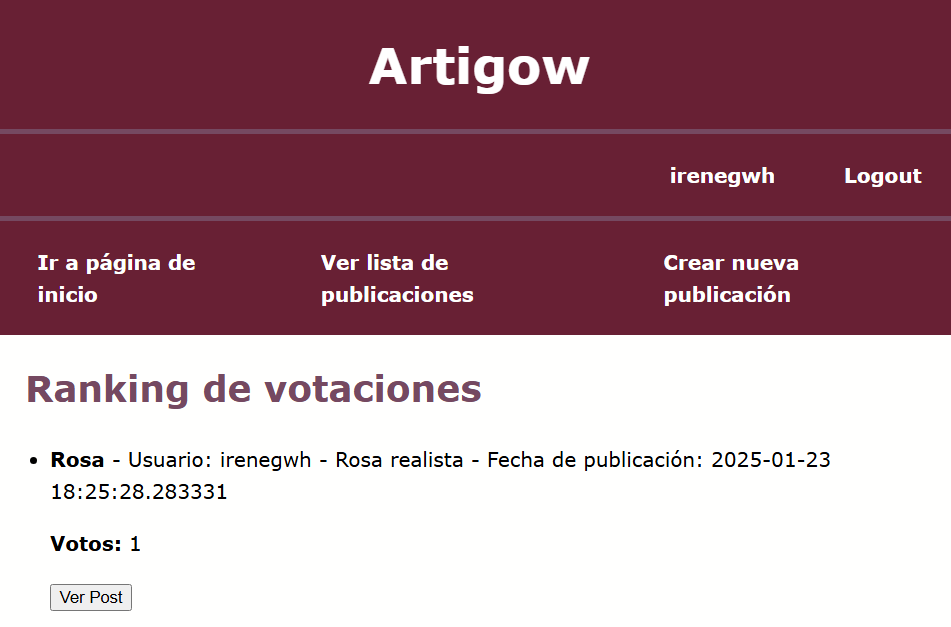 Artigow
irenegwh Logout
Ir a página de inicio
Ver lista de publicaciones
Crear nueva publicación
Ranking de votaciones
Rosa - Usuario: irenegwh - Rosa realista - Fecha de publicación: 2025-01-23
18:25:28.283331
Votos: 1
Ver Post